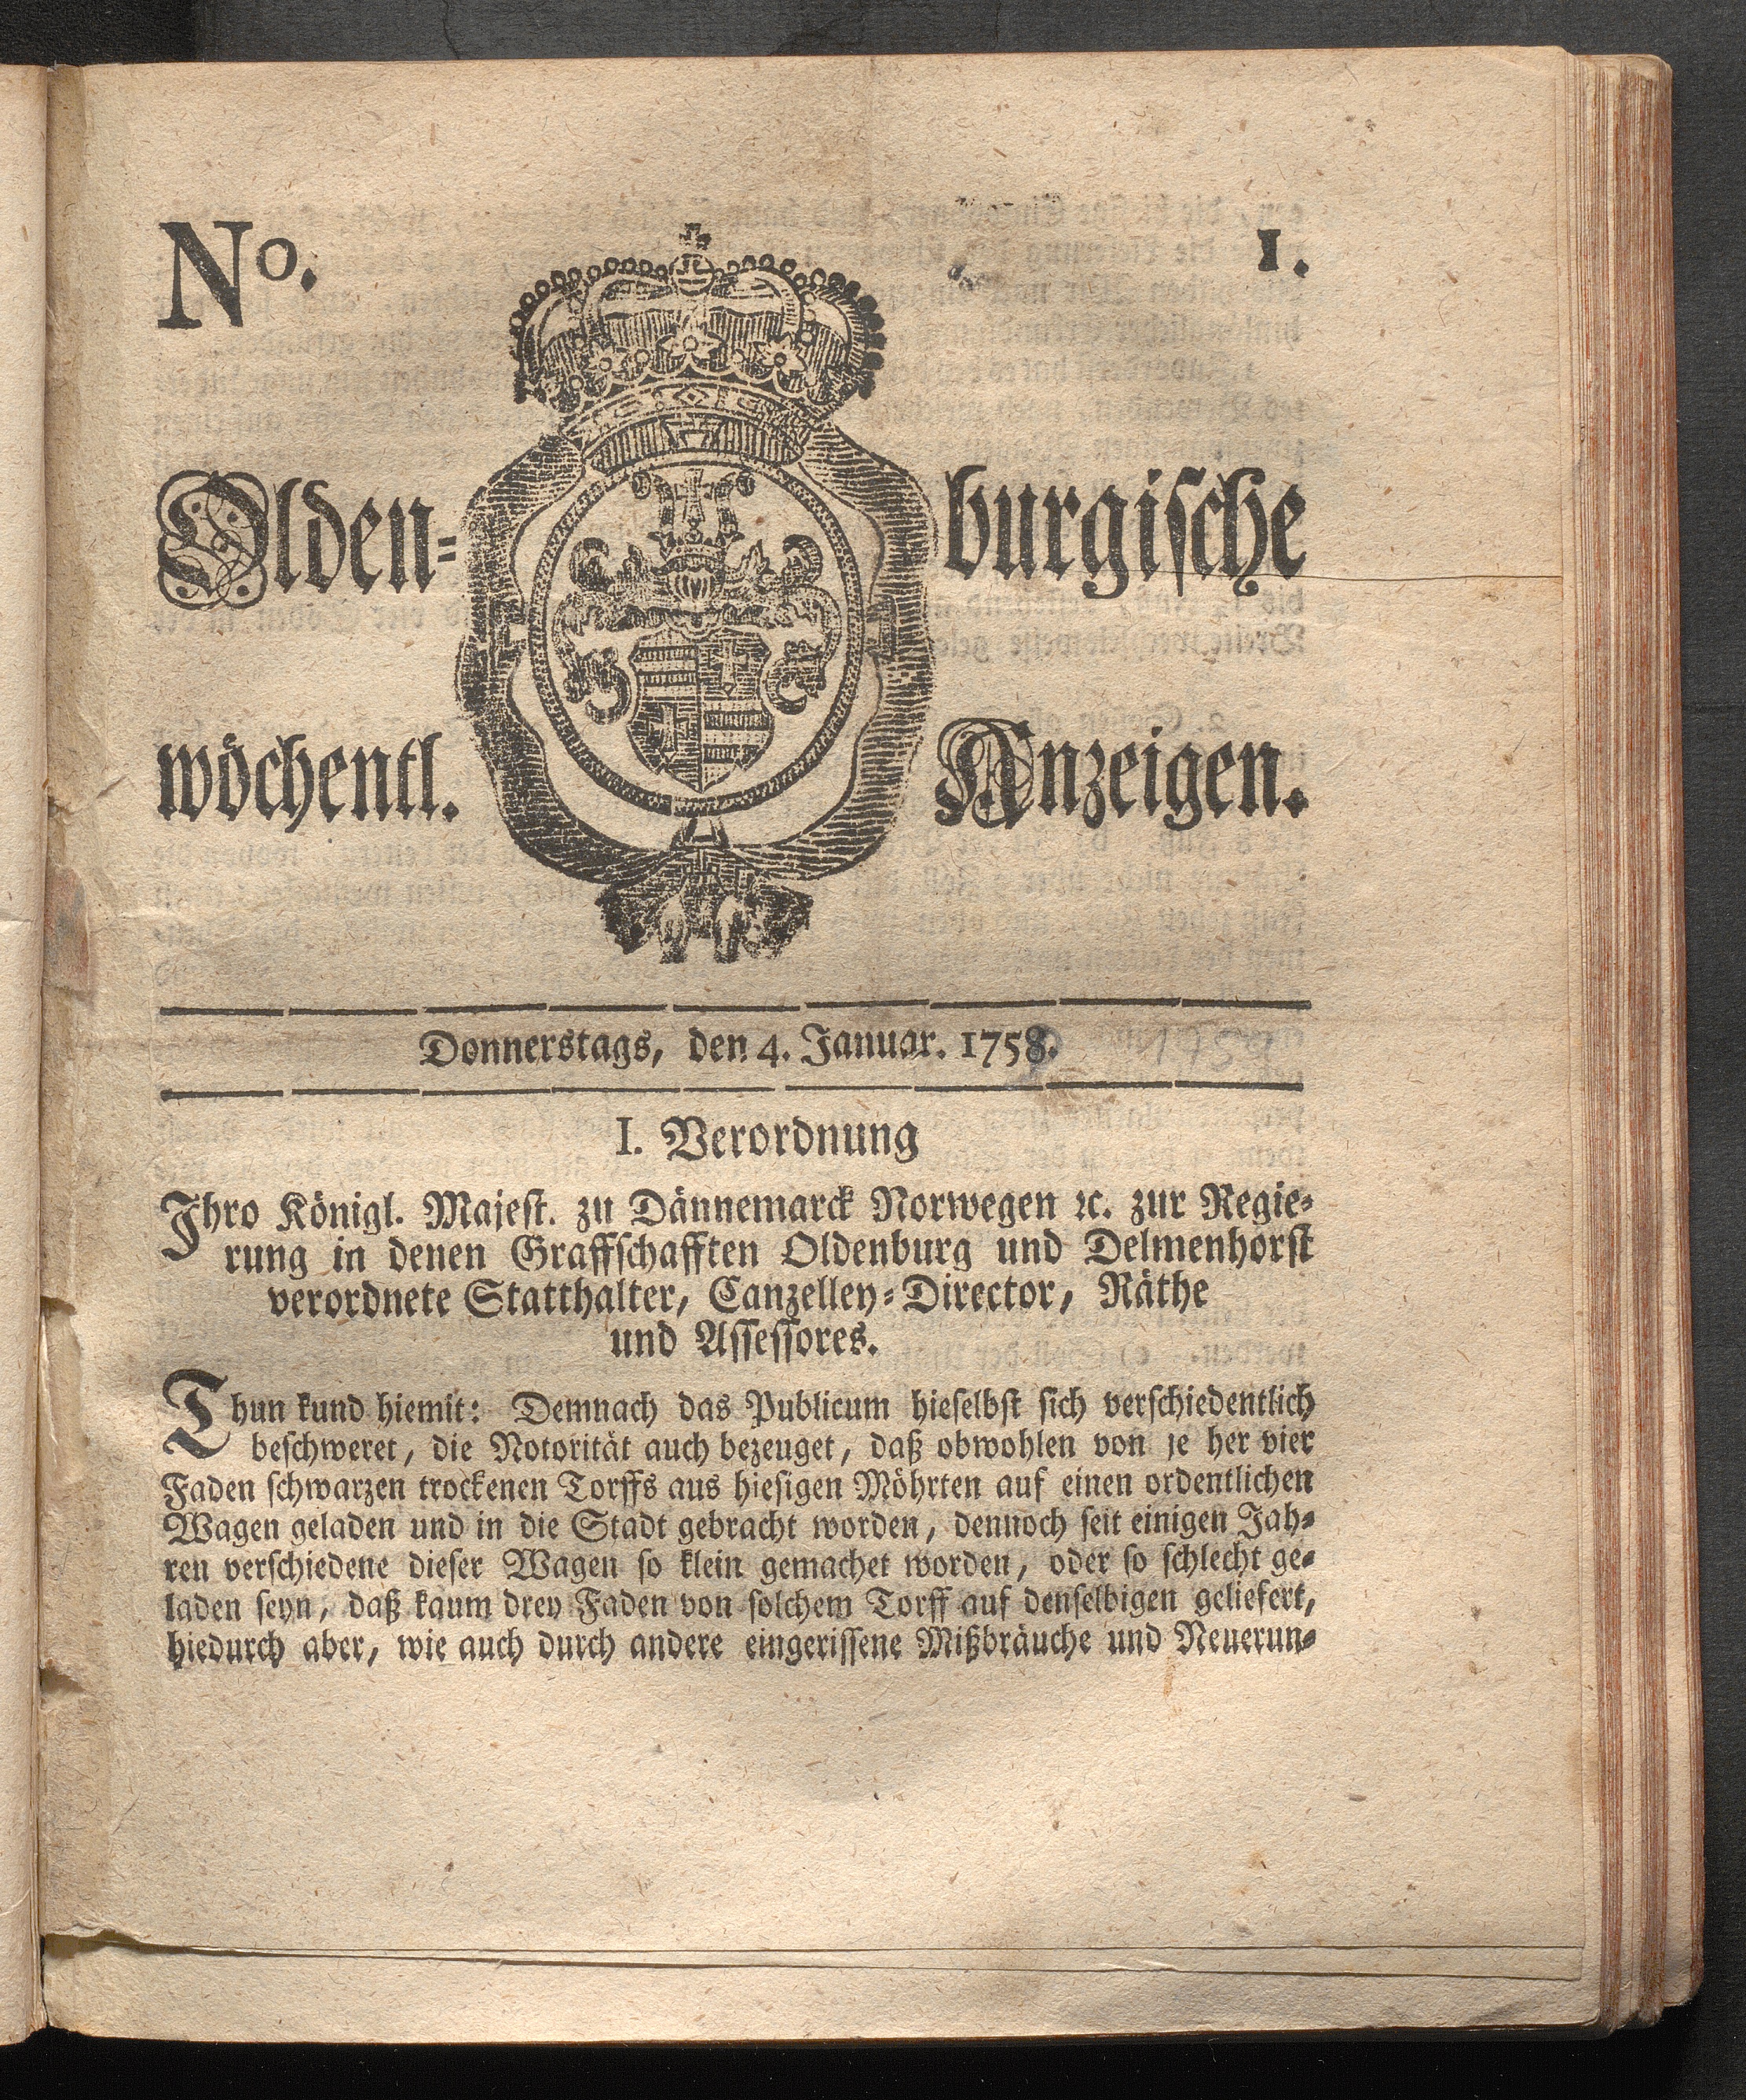 No. 1.
Olden-burgische
wöchentl. Anzeigen.
Donnerstags, den 4. Januar. 1758.
I. Verordnung
Ihro Königl. Majest. zu Dännemarck Norwegen ꝛc. zur Regie-
rung in denen Graffschafften Oldenburg und Delmenhorst
verordnete Statthalter, Canzelley-Director, Räthe
und Assessores.
Thun kund hiemit: Demnach das Publicum hieselbst sich verschiedentlich
beschweret, die Notorität auch bezeuget, daß obwohlen von je her vier
Faden schwarzen trockenen Torffs aus hiesigen Möhrten auf einen ordentlichen
Wagen geladen und in die Stadt gebracht worden, dennoch seit einigen Jah-
ren verschiedene dieser Wagen so klein gemachet worden, oder so schlecht ge-
laden seyn, daß kaum drey Faden von solchem Torff auf denselbigen geliefert,
hiedurch aber, wie auch durch andere eingerissene Mißbräuche und Neuerun-